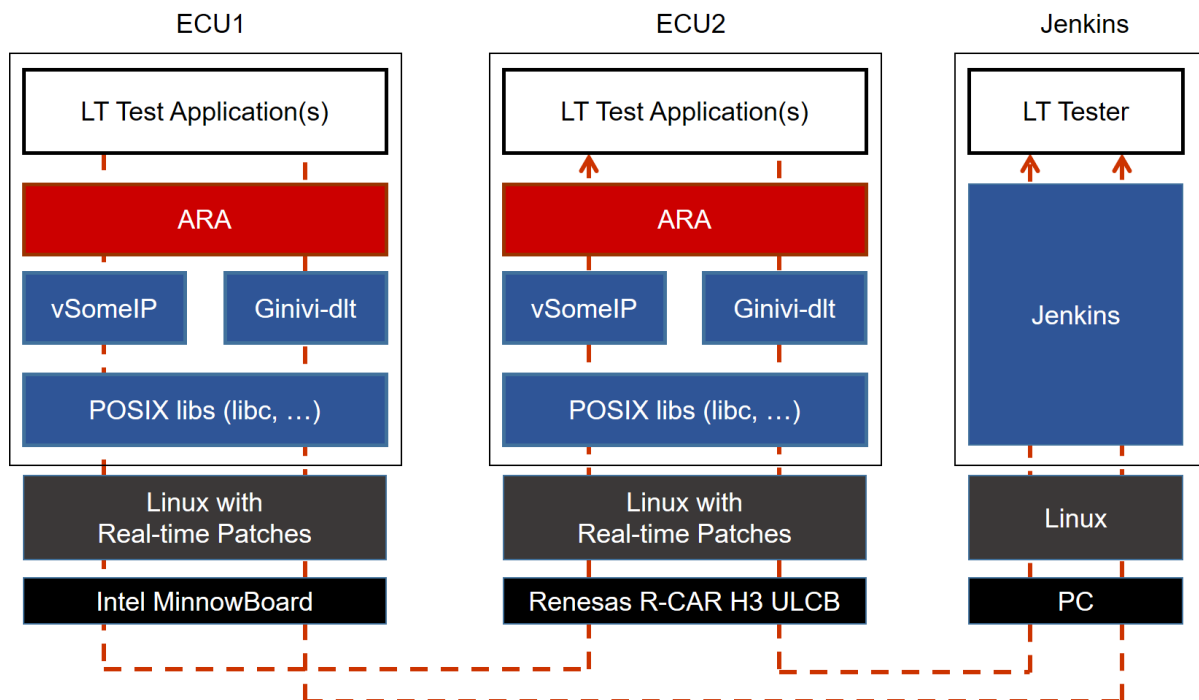 ECU1
ECU2
Jenkins
LT Test Application(s)
LT Test Application(s)
LT Tester
ARA
ARA
vSomeIP
Ginivi-dlt
vSomeIP
Ginivi-dlt
Jenkins
POSIX libs (libc, …)
POSIX libs (libc, …)
Linux with
Real-time Patches
Linux with
Real-time Patches
Linux
Intel MinnowBoard
Renesas R-CAR H3 ULCB
PC